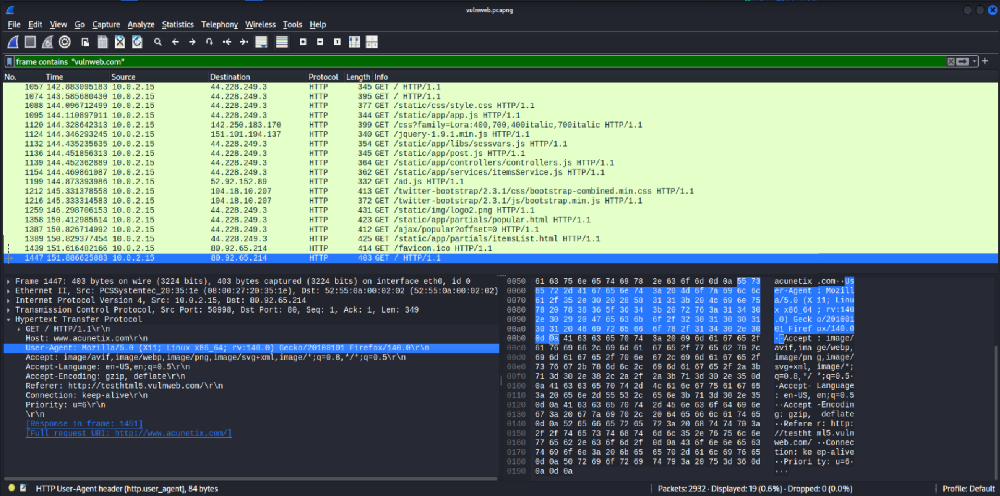 vulnweb.pcapng
File Edit View Go Capture Analyze Statistics Telephony Wireless Tools Help
frame contains "vulnweb.com"
No. Time Source Destination Protocol Length Info
1057 142.883095183 10.0.2.15 44.228.249.3 HTTP 345 GET / HTTP/1.1
1074 143.585680430 10.0.2.15 44.228.249.3 HTTP 395 GET / HTTP/1.1
1088 144.096712499 10.0.2.15 44.228.249.3 HTTP 377 GET /static/css/style.css HTTP/1.1
1095 144.110897911 10.0.2.15 44.228.249.3 HTTP 344 GET /static/app/app.js HTTP/1.1
1120 144.328642313 10.0.2.15 142.250.183.170 HTTP 399 GET /css?family=Lora:400,700,400italic,700italic HTTP/1.1
1124 144.346293245 10.0.2.15 151.101.194.137 HTTP 340 GET /jquery-1.9.1.min.js HTTP/1.1
1132 144.435235635 10.0.2.15 44.228.249.3 HTTP 354 GET /static/app/libs/sessvars.js HTTP/1.1
1136 144.451856313 10.0.2.15 44.228.249.3 HTTP 345 GET /static/app/post.js HTTP/1.1
1139 144.452362889 10.0.2.15 44.228.249.3 HTTP 364 GET /static/app/controllers/controllers.js HTTP/1.1
1154 144.469861087 10.0.2.15 44.228.249.3 HTTP 362 GET /static/app/services/itemsService.js HTTP/1.1
1199 144.873393986 10.0.2.15 52.92.152.89 HTTP 332 GET /ad.js HTTP/1.1
1212 145.331378558 10.0.2.15 104.18.10.207 HTTP 413 GET /twitter-bootstrap/2.3.1/css/bootstrap-combined.min.css HTTP/1.1
1216 145.333314583 10.0.2.15 104.18.10.207 HTTP 372 GET /twitter-bootstrap/2.3.1/js/bootstrap.min.js HTTP/1.1
1259 146.298706153 10.0.2.15 44.228.249.3 HTTP 431 GET /static/img/logo2.png HTTP/1.1
1358 150.412985614 10.0.2.15 44.228.249.3 HTTP 423 GET /static/app/partials/popular.html HTTP/1.1
1387 150.826714992 10.0.2.15 44.228.249.3 HTTP 412 GET /ajax/popular?offset=0 HTTP/1.1
1389 150.829377454 10.0.2.15 44.228.249.3 HTTP 425 GET /static/app/partials/itemsList.html HTTP/1.1
1439 151.616482166 10.0.2.15 80.92.65.214 HTTP 414 GET /favicon.ico HTTP/1.1
1447 151.886625883 10.0.2.15 80.92.65.214 HTTP 403 GET / HTTP/1.1
Frame 1447: 403 bytes on wire (3224 bits), 403 bytes captured (3224 bits) on interface eth0, id 0
Ethernet II, Src: PCSSystemtec_20:35:1e (08:00:27:20:35:1e), Dst: 52:55:0a:00:02:02 (52:55:0a:00:02:02)
Internet Protocol Version 4, Src: 10.0.2.15, Dst: 80.92.65.214
Transmission Control Protocol, Src Port: 50998, Dst Port: 80, Seq: 1, Ack: 1, Len: 349
Hypertext Transfer Protocol
GET / HTTP/1.1\r\n
Host: www.acunetix.com\r\n
User-Agent: Mozilla/5.0 (X11; Linux x86_64; rv:140.0) Gecko/20100101 Firefox/140.0\r\n
Accept: image/avif,image/webp,image/png,image/svg+xml,image/*;q=0.8,*/*;q=0.5\r\n
Accept-Language: en-US,en;q=0.5\r\n
Accept-Encoding: gzip, deflate\r\n
Referer: http://testhtml5.vulnweb.com/\r\n
Connection: keep-alive\r\n
Priority: u=6\r\n
\r\n
[Response in frame: 1451]
[Full request URI: http://www.acunetix.com/]
0050 61 63 75 6e 65 74 69 78 2e 63 6f 6d 0d 0a 55 73 acunetix .com··Us
0060 65 72 2d 41 67 65 6e 74 3a 20 4d 6f 7a 69 6c 6c er-Agent : Mozill
0070 61 2f 35 2e 30 20 28 58 31 31 3b 20 4c 69 6e 75 a/5.0 (X 11; Linu
0080 78 20 78 38 36 5f 36 34 3b 20 72 76 3a 31 34 30 x x86_64 ; rv:140
0090 2e 30 29 20 47 65 63 6b 6f 2f 32 30 31 30 30 31 .0) Geck o/201001
00a0 30 31 20 46 69 72 65 66 6f 78 2f 31 34 30 2e 30 01 Firef ox/140.0
00b0 0d 0a 41 63 63 65 70 74 3a 20 69 6d 61 67 65 2f ··Accept : image/
00c0 61 76 69 66 2c 69 6d 61 67 65 2f 77 65 62 70 2c avif,ima ge/webp,
00d0 69 6d 61 67 65 2f 70 6e 67 2c 69 6d 61 67 65 2f image/pn g,image/
00e0 73 76 67 2b 78 6d 6c 2c 69 6d 61 67 65 2f 2a 3b svg+xml, image/*;
00f0 71 3d 30 2e 38 2c 2a 2f 2a 3b 71 3d 30 2e 35 0d q=0.8,*/ *;q=0.5·
0100 0a 41 63 63 65 70 74 2d 4c 61 6e 67 75 61 67 65 ·Accept- Language
0110 3a 20 65 6e 2d 55 53 2c 65 6e 3b 71 3d 30 2e 35 : en-US, en;q=0.5
0120 0d 0a 41 63 63 65 70 74 2d 45 6e 63 6f 64 69 6e ··Accept -Encodin
0130 67 3a 20 67 7a 69 70 2c 20 64 65 66 6c 61 74 65 g: gzip, deflate
0140 0d 0a 52 65 66 65 72 65 72 3a 20 68 74 74 70 3a ··Refere r: http:
0150 2f 2f 74 65 73 74 68 74 6d 6c 35 2e 76 75 6c 6e //testht ml5.vuln
0160 77 65 62 2e 63 6f 6d 2f 0d 0a 43 6f 6e 6e 65 63 web.com/ ··Connec
0170 74 69 6f 6e 3a 20 6b 65 65 70 2d 61 6c 69 76 65 tion: ke ep-alive
0180 0d 0a 50 72 69 6f 72 69 74 79 3a 20 75 3d 36 0d ··Priori ty: u=6·
0190 0a 0d 0a ···
HTTP User-Agent header (http.user_agent), 84 bytes
Packets: 2932 · Displayed: 19 (0.6%) · Dropped: 0 (0.0%)
Profile: Default